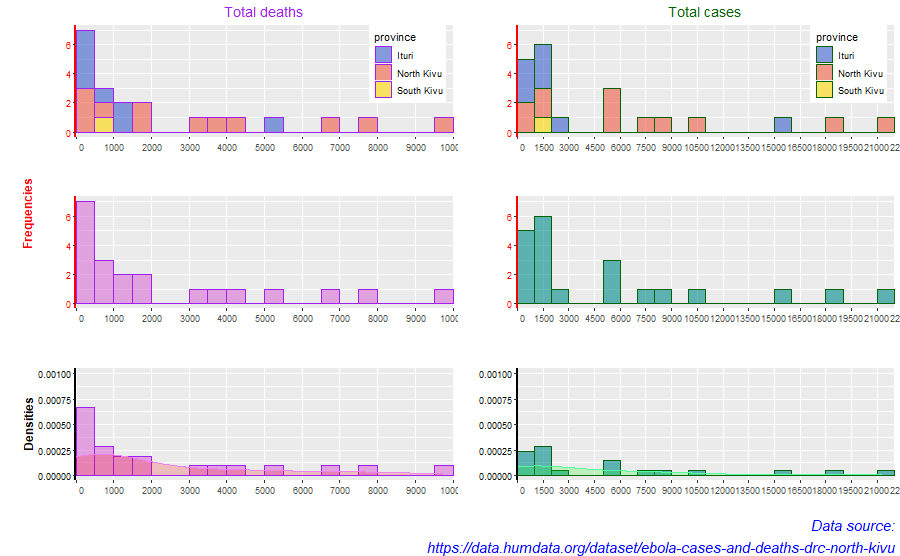 Total deaths
Total cases
province
Ituri
North Kivu
South Kivu
province
Ituri
North Kivu
South Kivu
6
4
2
0
0 1000 2000 3000 4000 5000 6000 7000 8000 9000 1000
6
4
2
0
0 1500 3000 4500 6000 7500 9000 10500 12000 13500 15000 16500 18000 19500 21000 22
Frequencies
6
4
2
0
0 1000 2000 3000 4000 5000 6000 7000 8000 9000 1000
6
4
2
0
0 1500 3000 4500 6000 7500 9000 10500 12000 13500 15000 16500 18000 19500 21000 22
Densities
0.00100
0.00075
0.00050
0.00025
0.00000
0 1000 2000 3000 4000 5000 6000 7000 8000 9000 1000
0.00100
0.00075
0.00050
0.00025
0.00000
0 1500 3000 4500 6000 7500 9000 10500 12000 13500 15000 16500 18000 19500 21000 22
Data source:
https://data.humdata.org/dataset/ebola-cases-and-deaths-drc-north-kivu